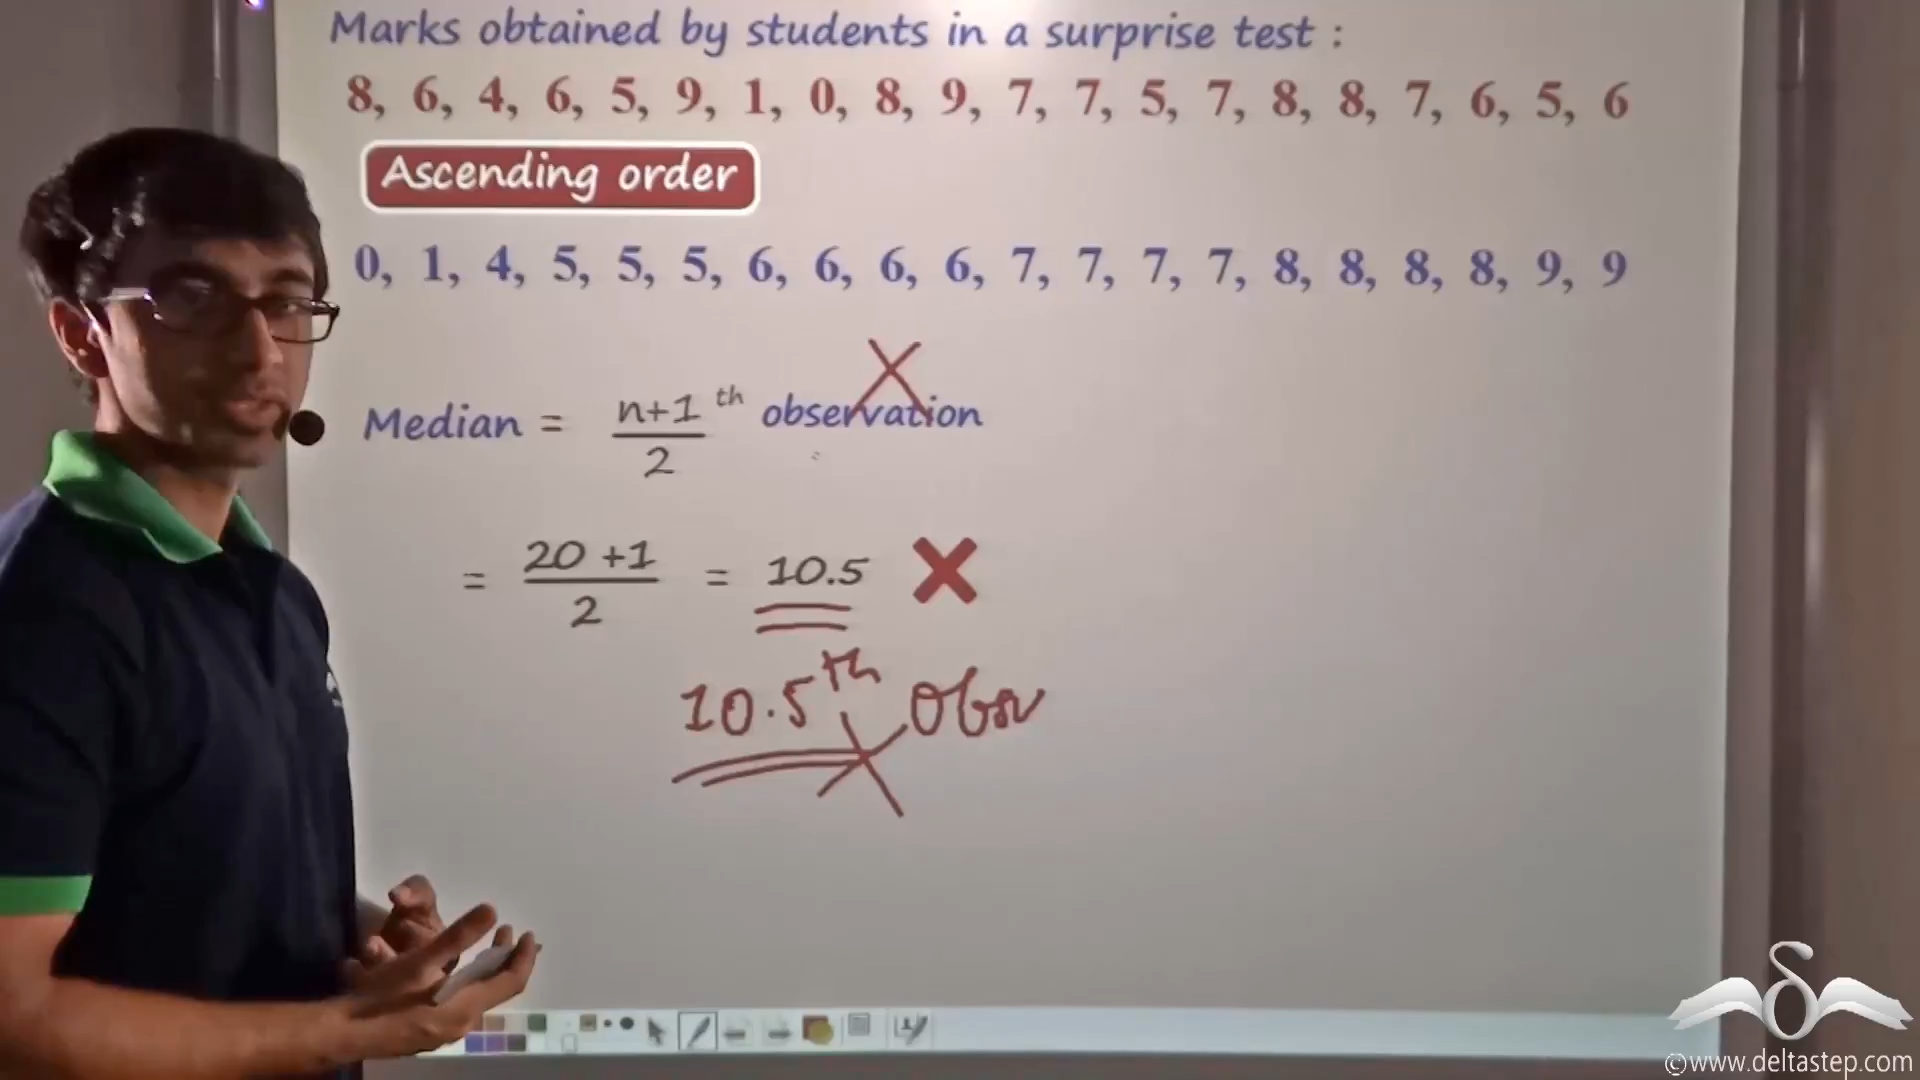 Marks obtained by students in a surprise test :
8, 6, 4, 6, 5, 9, 1, 0, 8, 9, 7, 7, 5, 7, 8, 8, 7, 6, 5, 6
Ascending order
0, 1, 4, 5, 5, 5, 6, 6, 6, 6, 7, 7, 7, 7, 8, 8, 8, 8, 9, 9
Median = n+1/2 th observation
= 20 +1/2 = 10.5 ✖
10.5th Obsv
©www.deltastep.com